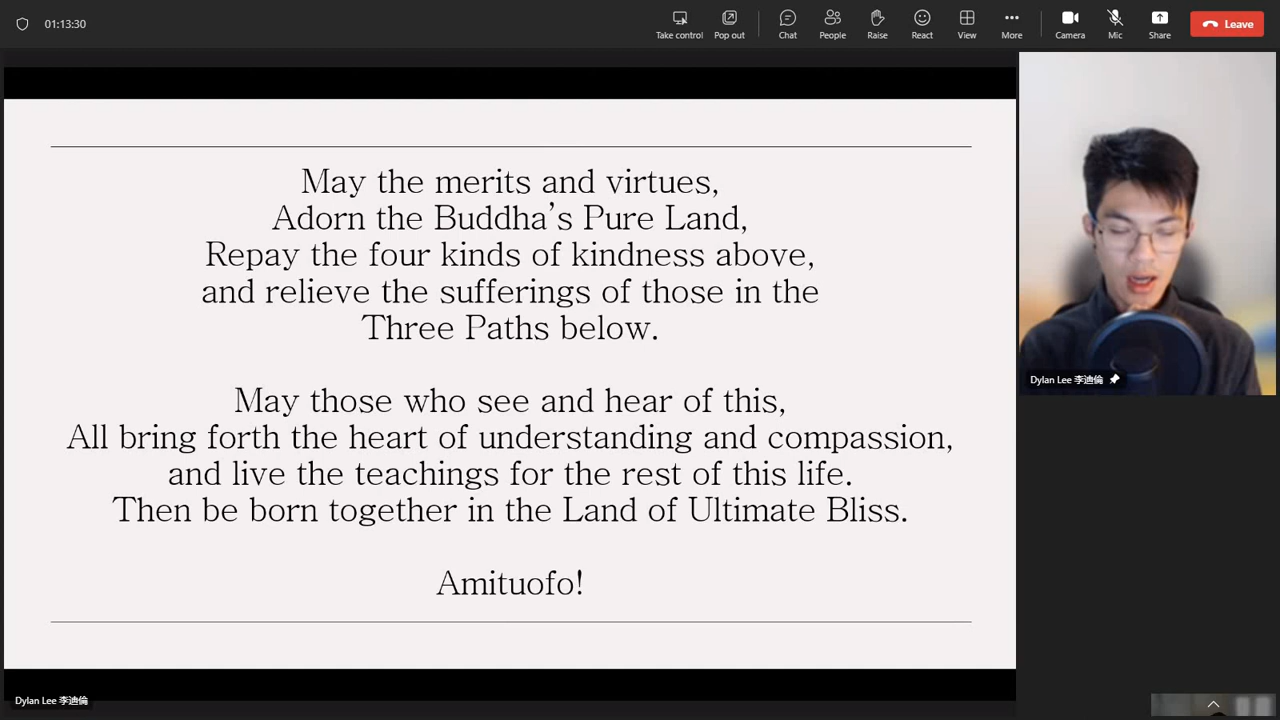 01:13:30
Take control
Pop out
Chat
People
Raise
React
View
More
Camera
Mic
Share
Leave
May the merits and virtues,
Adorn the Buddha’s Pure Land,
Repay the four kinds of kindness above,
and relieve the sufferings of those in the
Three Paths below.
May those who see and hear of this,
All bring forth the heart of understanding and compassion,
and live the teachings for the rest of this life.
Then be born together in the Land of Ultimate Bliss.
Amituofo!
Dylan Lee 李迪倫
Dylan Lee 李迪倫